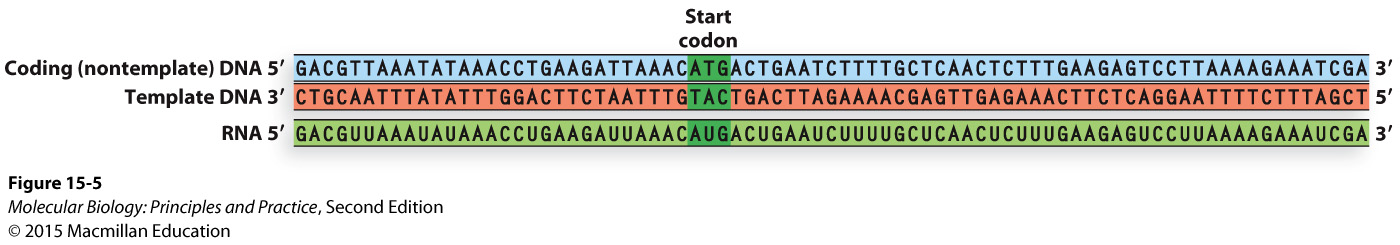 Start
codon
Coding (nontemplate) DNA 5′ GACGTTAAATATAAACCTGAAGATTAAACATGACTGAATCTTTTGCTCAACTCTTTGAAGAGTCCTTAAAAGAAATCGA 3′
Template DNA 3′ CTGCAATTTATATTTGGACTTCTAATTTGTACTGACTTAGAAAACGAGTTGAGAAACTTCTCAGGAATTTTCTTTAGCT 5′
RNA 5′ GACGUUAAAUAUAAACCUGAAGAUUAAACAUGACUGAAUCUUUUGCUCAACUCUUUGAAGAGUCCUUAAAAGAAAUCGA 3′
Figure 15-5
Molecular Biology: Principles and Practice, Second Edition
© 2015 Macmillan Education